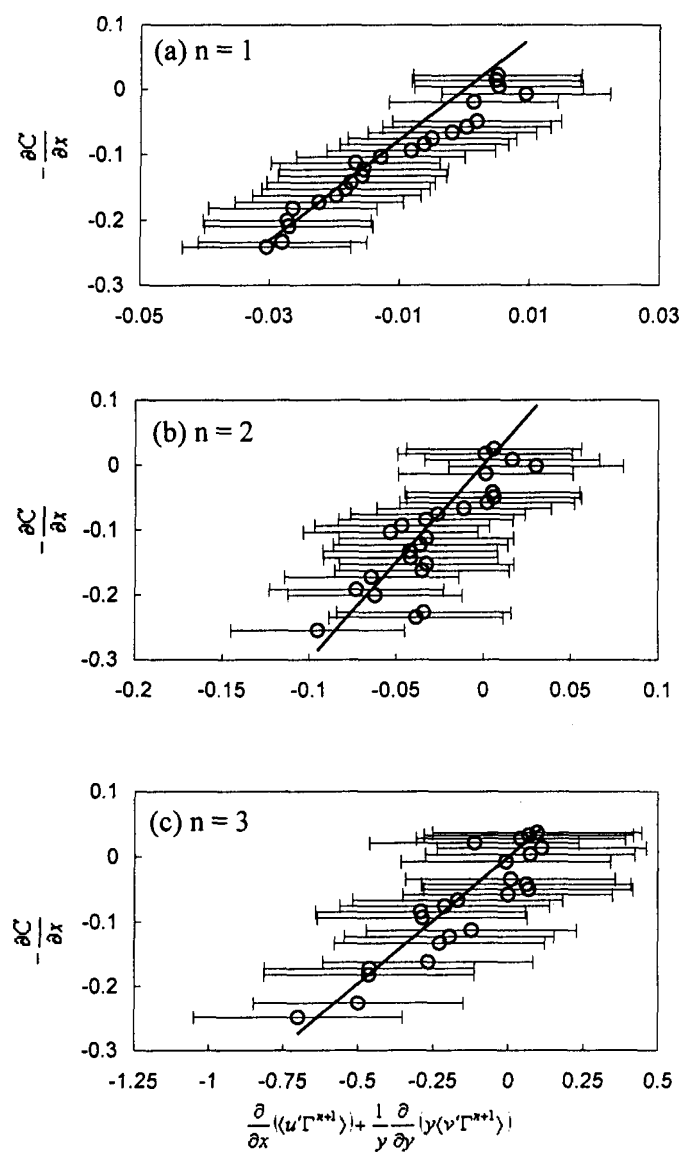 (a) n = 1
0.1
0
-0.1
-0.2
-0.3
− ∂C/∂x
-0.05 -0.03 -0.01 0.01 0.03
(b) n = 2
0.1
0
-0.1
-0.2
-0.3
− ∂C/∂x
-0.2 -0.15 -0.1 -0.05 0 0.05 0.1
(c) n = 3
0.1
0
-0.1
-0.2
-0.3
− ∂C/∂x
-1.25 -1 -0.75 -0.5 -0.25 0 0.25 0.5
∂/∂x (⟨u′Γⁿ⁺¹⟩) + 1/y ∂/∂y (y⟨v′Γⁿ⁺¹⟩)